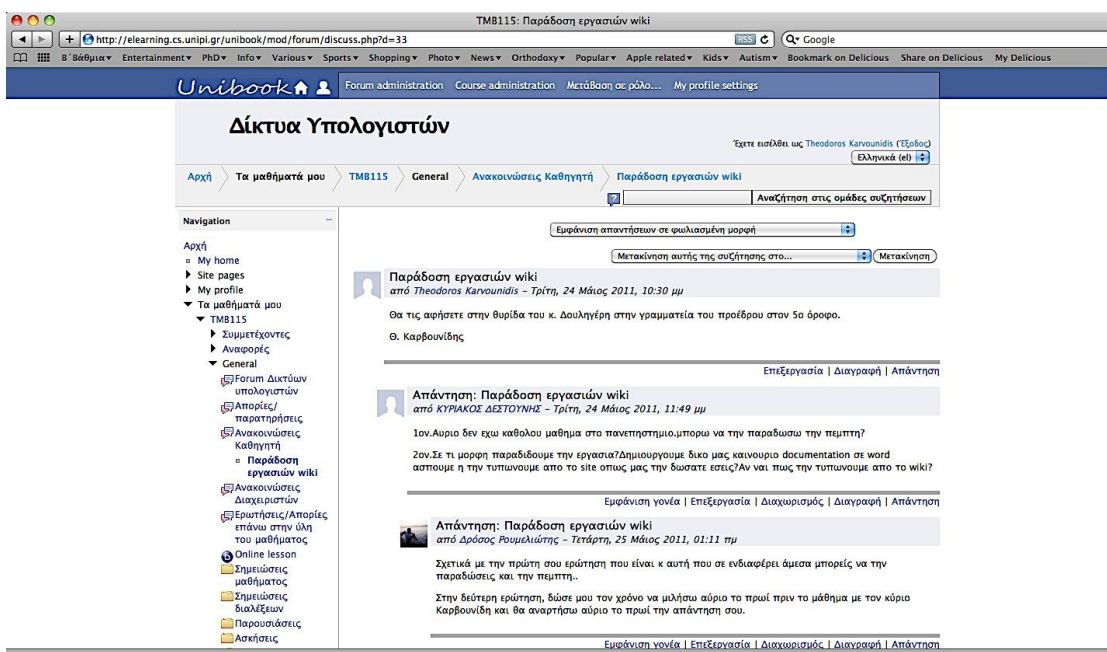 TMB115: Παράδοση εργασιών wiki
http://elearning.cs.unipi.gr/unibook/mod/forum/discuss.php?d=33 RSS Google
Β΄Βάθμια Entertainment PhD Info Various Sports Shopping Photo News Orthodoxy Popular Apple related Kids Autism Bookmark on Delicious Share on Delicious My Delicious
Unibook Forum administration Course administration Μετάβαση σε ρόλο... My profile settings
Δίκτυα Υπολογιστών
Έχετε εισέλθει ως Theodoros Karvounidis (Έξοδος)
Ελληνικά (el)
Αρχή Τα μαθήματά μου TMB115 General Ανακοινώσεις Καθηγητή Παράδοση εργασιών wiki
Αναζήτηση στις ομάδες συζητήσεων
Navigation
Αρχή
My home
Site pages
My profile
Τα μαθήματά μου
TMB115
Συμμετέχοντες
Αναφορές
General
Forum Δικτύων
υπολογιστών
Απορίες/
παρατηρήσεις
Ανακοινώσεις
Καθηγητή
Παράδοση
εργασιών wiki
Ανακοινώσεις
Διαχειριστών
Ερωτήσεις/Απορίες
επάνω στην ύλη
του μαθήματος
Online lesson
Σημειώσεις
μαθήματος
Σημειώσεις
διαλέξεων
Παρουσιάσεις
Ασκήσεις
Εμφάνιση απαντήσεων σε φωλιασμένη μορφή
Μετακίνηση αυτής της συζήτησης στο... Μετακίνηση
Παράδοση εργασιών wiki
από Theodoros Karvounidis - Τρίτη, 24 Μάιος 2011, 10:30 μμ
Θα τις αφήσετε στην θυρίδα του κ. Δουληγέρη στην γραμματεία του προέδρου στον 5ο όροφο.
Θ. Καρβουνίδης
Επεξεργασία | Διαγραφή | Απάντηση
Απάντηση: Παράδοση εργασιών wiki
από ΚΥΡΙΑΚΟΣ ΔΕΣΤΟΥΝΗΣ - Τρίτη, 24 Μάιος 2011, 11:49 μμ
1ον.Αυριο δεν εχω καθολου μαθημα στο πανεπηστημιο.μπορω να την παραδωσω την πεμπτη?
2ον.Σε τι μορφη παραδιδουμε την εργασια?Δημιουργουμε δικο μας καινουριο documentation σε word
ασπουμε η την τυπωνουμε απο το site οπως μας την δωσατε εσεις?Αν ναι πως την τυπωνουμε απο το wiki?
Εμφάνιση γονέα | Επεξεργασία | Διαχωρισμός | Διαγραφή | Απάντηση
Απάντηση: Παράδοση εργασιών wiki
από Δρόσος Ρουμελιώτης - Τετάρτη, 25 Μάιος 2011, 01:11 πμ
Σχετικά με την πρώτη σου ερώτηση που είναι κ αυτή που σε ενδιαφέρει άμεσα μπορείς να την
παραδώσεις και την πεμπτη..
Στην δεύτερη ερώτηση, δώσε μου τον χρόνο να μιλήσω αύριο το πρωί πριν το μάθημα με τον κύριο
Καρβουνίδη και θα αναρτήσω αύριο το πρωί την απάντηση σου.
Εμφάνιση γονέα | Επεξεργασία | Διαχωρισμός | Διαγραφή | Απάντηση